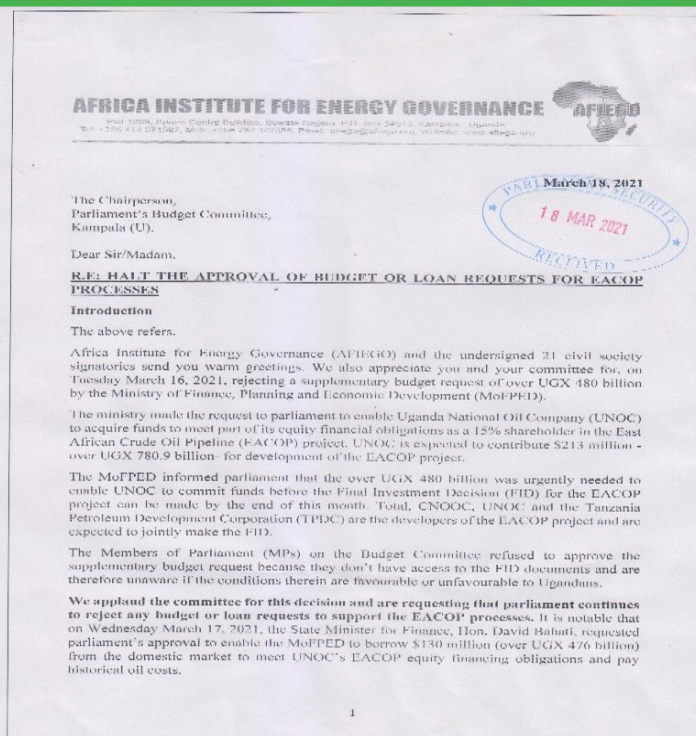 AFRICA INSTITUTE FOR ENERGY GOVERNANCE
AFIEGO
March 18, 2021
PARLIAMENTARY SECURITY
18 MAR 2021
RECEIVED
The Chairperson,
Parliament's Budget Committee,
Kampala (U).
Dear Sir/Madam,
R.E: HALT THE APPROVAL OF BUDGET OR LOAN REQUESTS FOR EACOP
PROCESSES
Introduction
The above refers.
Africa Institute for Energy Governance (AFIEGO) and the undersigned 21 civil society
signatories send you warm greetings. We also appreciate you and your committee for, on
Tuesday March 16, 2021, rejecting a supplementary budget request of over UGX 480 billion
by the Ministry of Finance, Planning and Economic Development (MoFPED).
The ministry made the request to parliament to enable Uganda National Oil Company (UNOC)
to acquire funds to meet part of its equity financial obligations as a 15% shareholder in the East
African Crude Oil Pipeline (EACOP) project. UNOC is expected to contribute $213 million -
over UGX 780.9 billion- for development of the EACOP project.
The MoFPED informed parliament that the over UGX 480 billion was urgently needed to
enable UNOC to commit funds before the Final Investment Decision (FID) for the EACOP
project can be made by the end of this month. Total, CNOOC, UNOC and the Tanzania
Petroleum Development Corporation (TPDC) are the developers of the EACOP project and are
expected to jointly make the FID.
The Members of Parliament (MPs) on the Budget Committee refused to approve the
supplementary budget request because they don't have access to the FID documents and are
therefore unaware if the conditions therein are favourable or unfavourable to Ugandans.
We applaud the committee for this decision and are requesting that parliament continues
to reject any budget or loan requests to support the EACOP processes. It is notable that
on Wednesday March 17, 2021, the State Minister for Finance, Hon. David Bahati, requested
parliament's approval to enable the MoFPED to borrow $130 million (over UGX 476 billion)
from the domestic market to meet UNOC's EACOP equity financing obligations and pay
historical oil costs.
1